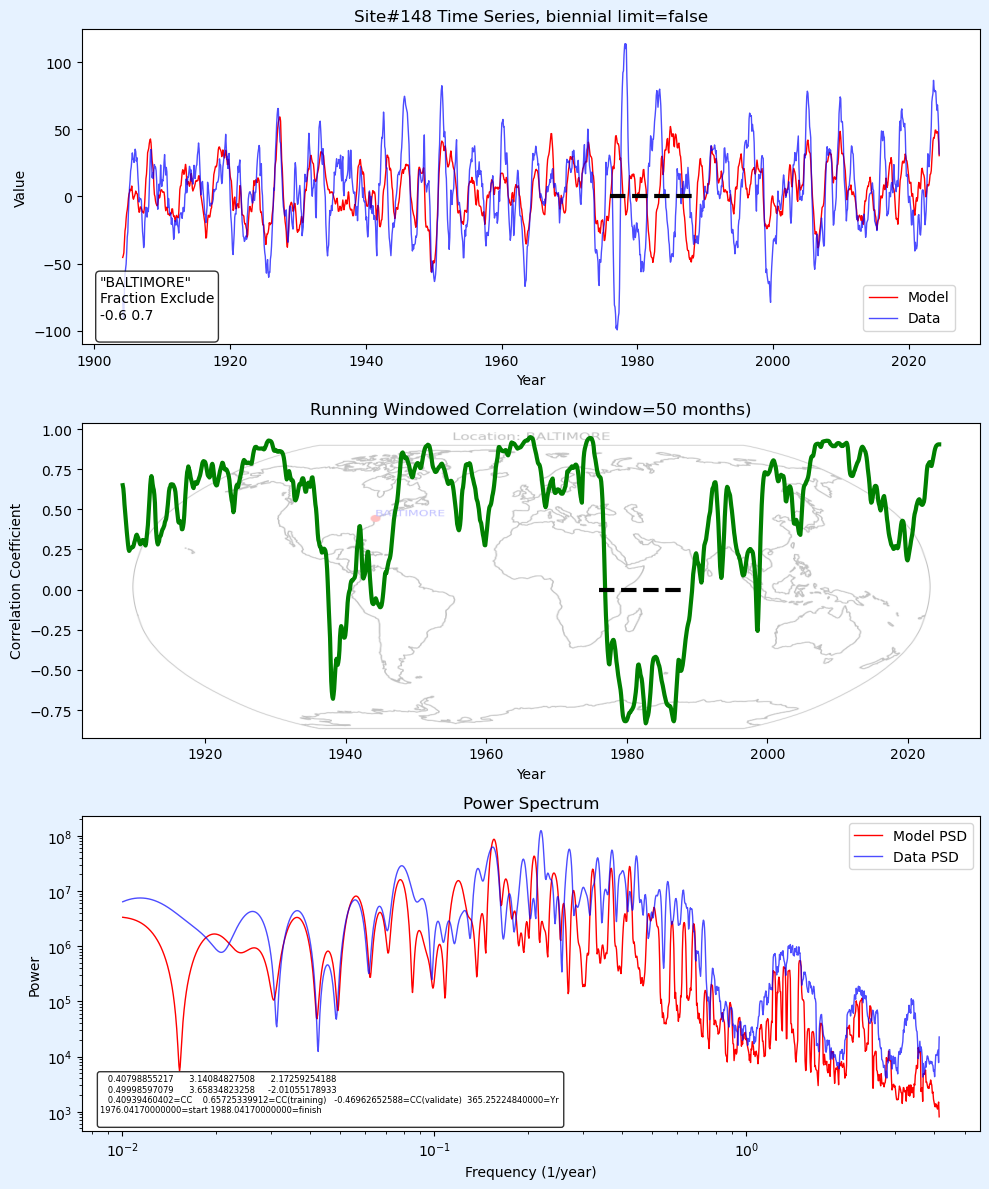 Site#148 Time Series, biennial limit=false
Value
100
50
0
−50
−100
"BALTIMORE"
Fraction Exclude
-0.6 0.7
Model
Data
1900
1920
1940
1960
1980
2000
2020
Year
Running Windowed Correlation (window=50 months)
Correlation Coefficient
1.00
0.75
0.50
0.25
0.00
−0.25
−0.50
−0.75
Location: BALTIMORE
BALTIMORE
1920
1940
1960
1980
2000
2020
Year
Power Spectrum
Power
10⁸
10⁷
10⁶
10⁵
10⁴
10³
Model PSD
Data PSD
0.40798855217 3.14084827508 2.17259254188
0.49998597079 3.65834823258 -2.01055178933
0.40939460402=CC 0.65725339912=CC(training) -0.46962652588=CC(validate) 365.25224840000=Yr
1976.04170000000=start 1988.04170000000=finish
10⁻²
10⁻¹
10⁰
Frequency (1/year)